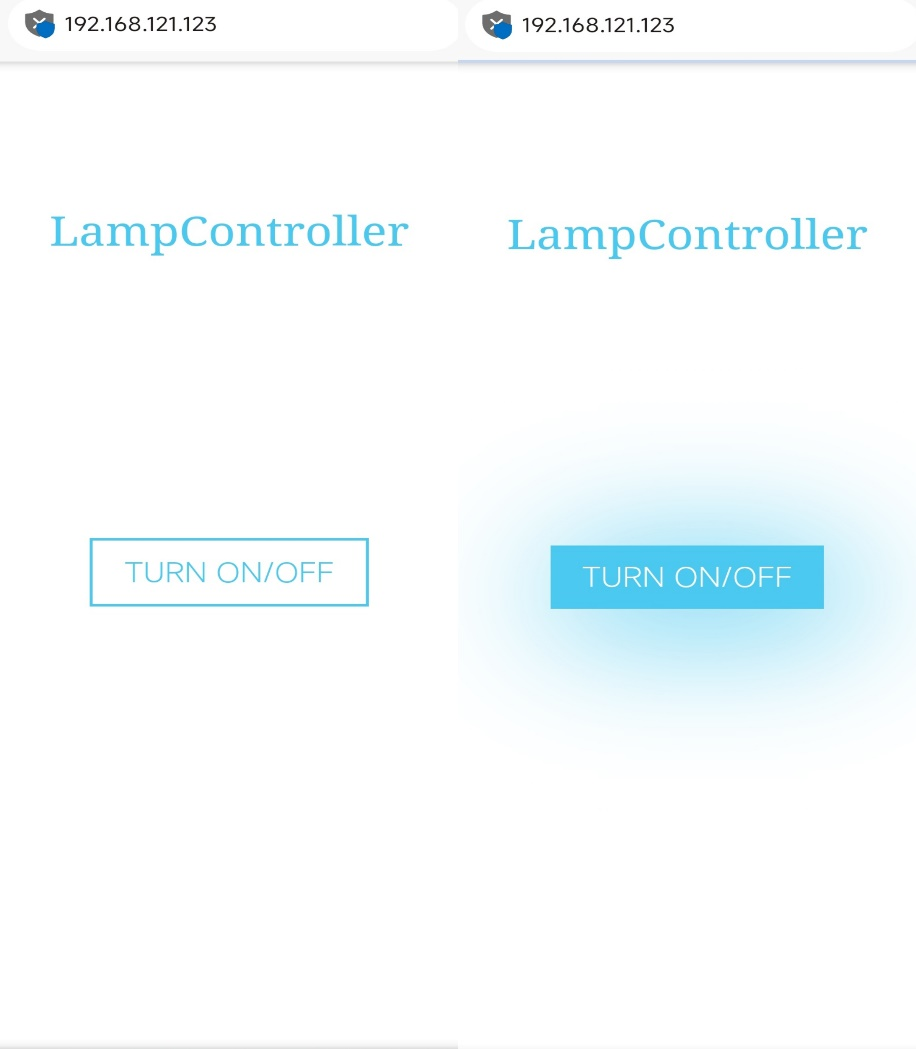 192.168.121.123
LampController
TURN ON/OFF
192.168.121.123
LampController
TURN ON/OFF